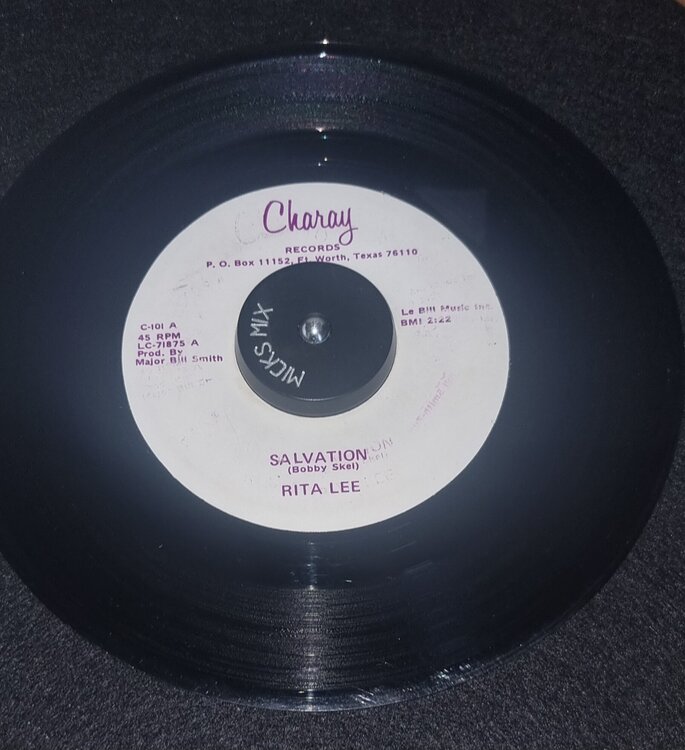 Charay
RECORDS
P. O. Box 11152, Ft. Worth, Texas 76110
C-101 A
45 RPM
LC-71875 A
Prod. By
Major Bill Smith
Le Bill Music Inc.
BMI 2:22
MICKS MIX
SALVATION
(Bobby Skel)
RITA LEE